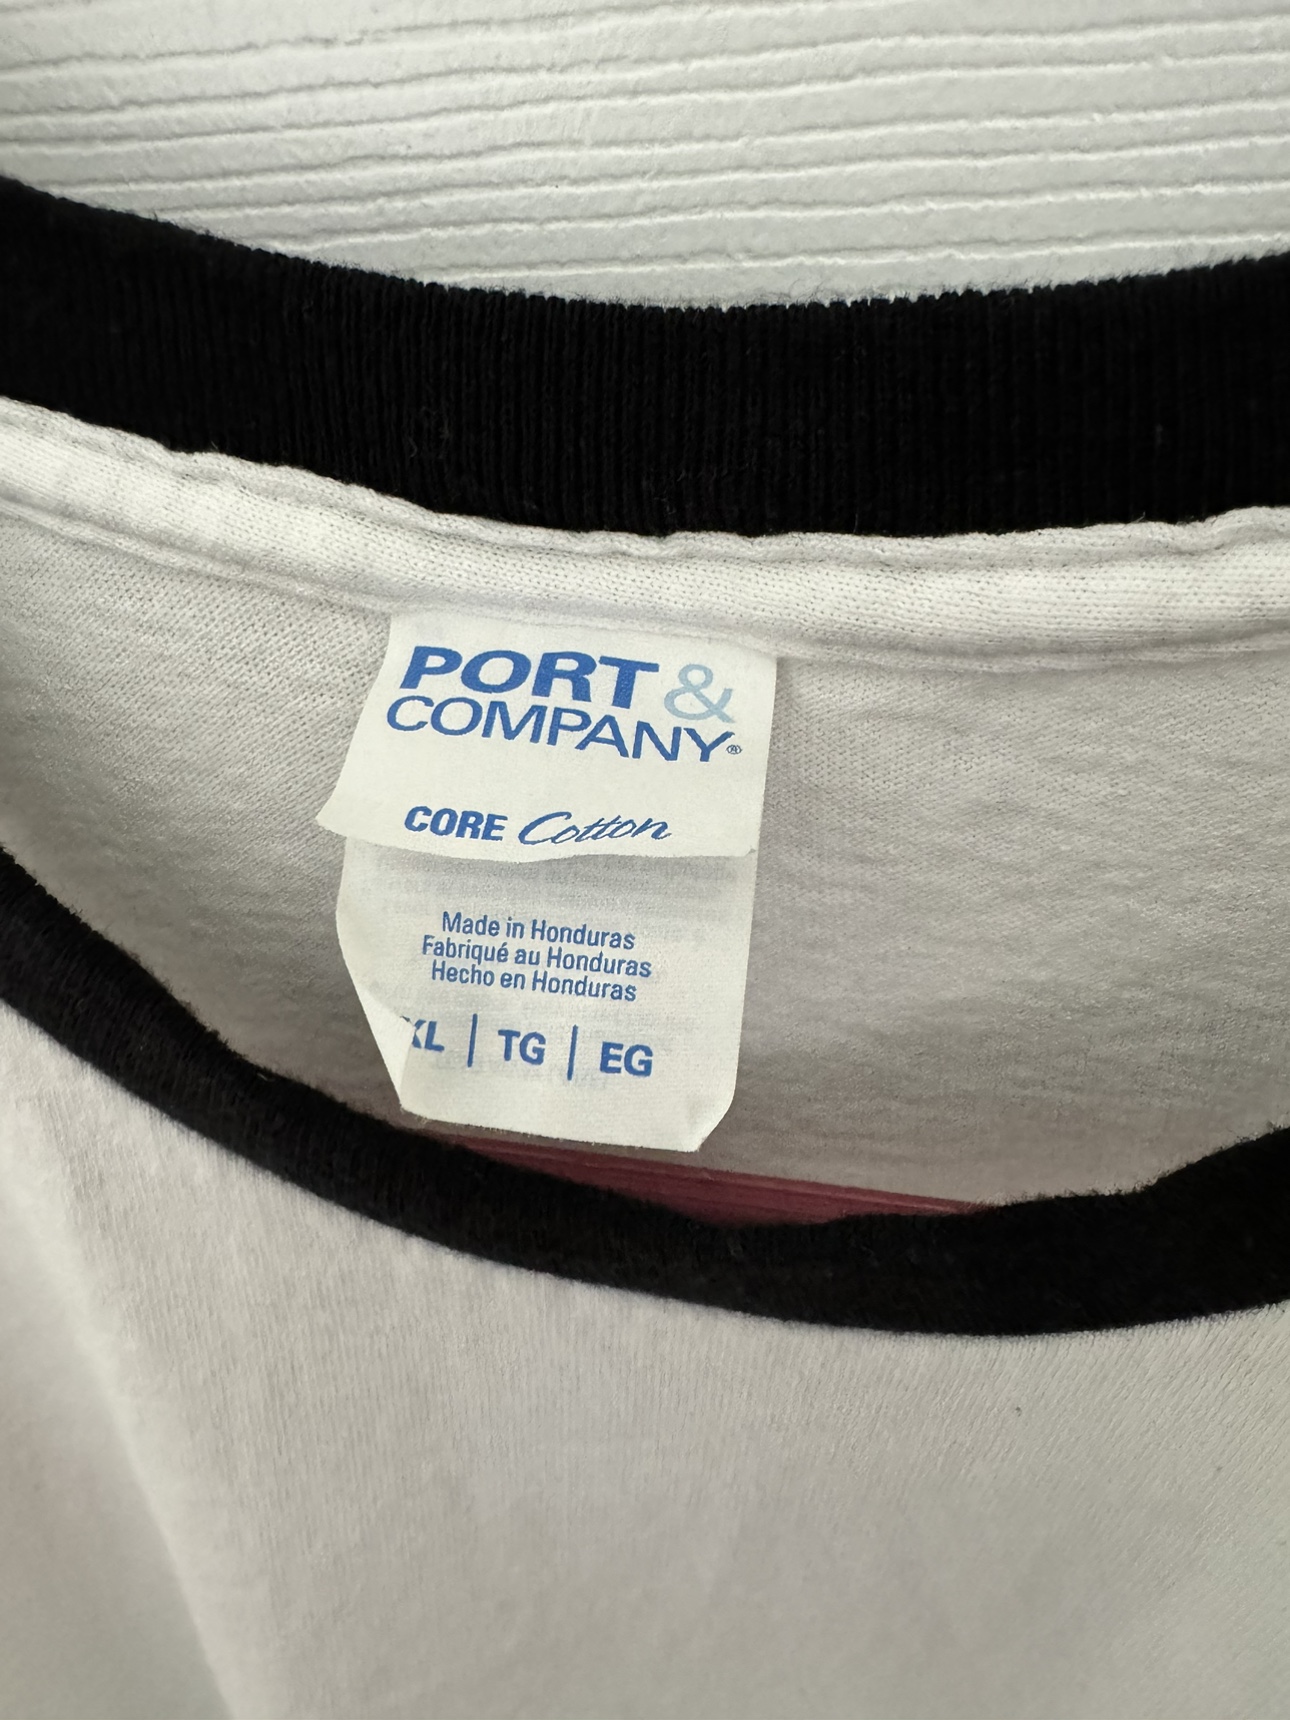 PORT &
COMPANY®
CORE Cotton
Made in Honduras
Fabriqué au Honduras
Hecho en Honduras
XL | TG | EG